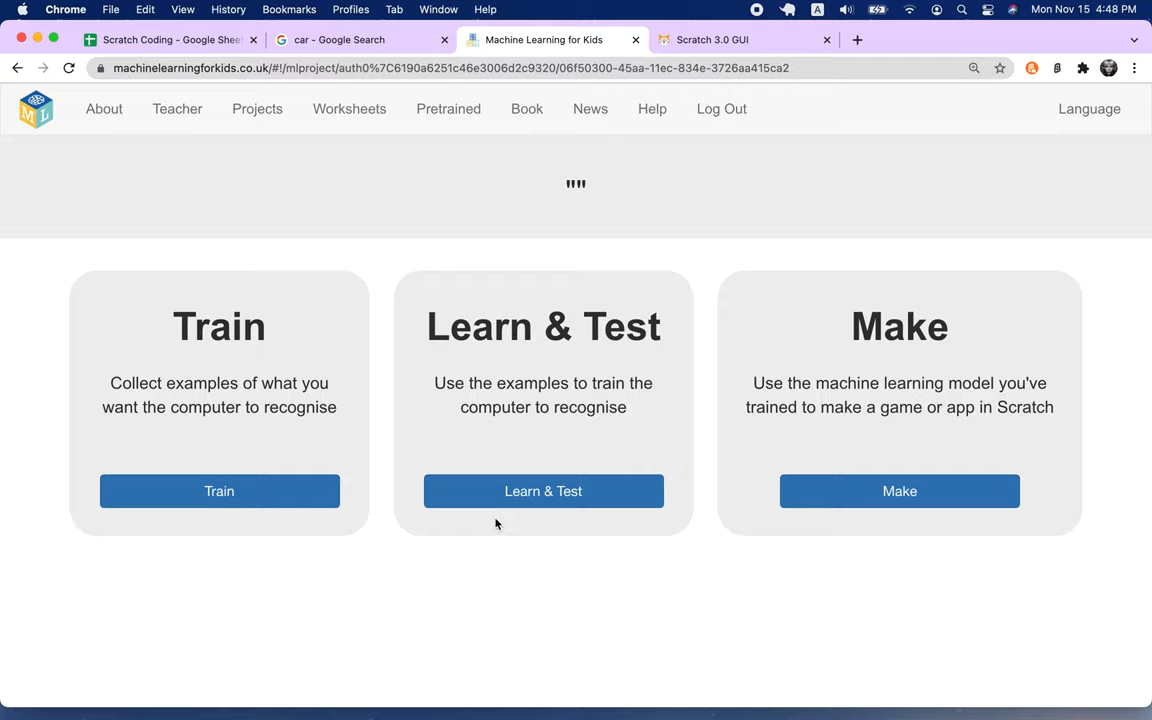 Chrome File Edit View History Bookmarks Profiles Tab Window Help A Mon Nov 15 4:48 PM
Scratch Coding - Google Sheet car - Google Search Machine Learning for Kids Scratch 3.0 GUI
machinelearningforkids.co.uk/#!/mlproject/auth0%7C6190a6251c46e3006d2c9320/06f50300-45aa-11ec-834e-3726aa415ca2
ML About Teacher Projects Worksheets Pretrained Book News Help Log Out Language
""
Train
Collect examples of what you
want the computer to recognise
Train
Learn & Test
Use the examples to train the
computer to recognise
Learn & Test
Make
Use the machine learning model you've
trained to make a game or app in Scratch
Make